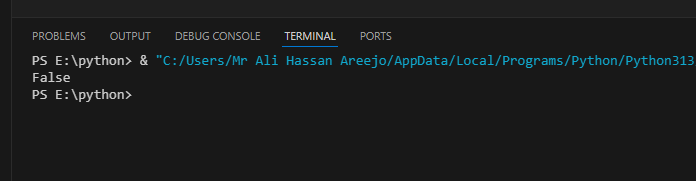 PROBLEMS OUTPUT DEBUG CONSOLE TERMINAL PORTS
PS E:\python> & "C:/Users/Mr Ali Hassan Areejo/AppData/Local/Programs/Python/Python313
False
PS E:\python>